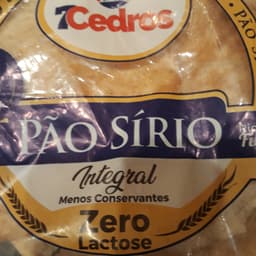 7Cedros
PÃO SÍRIO
Integral
Menos Conservantes
Zero
Lactose